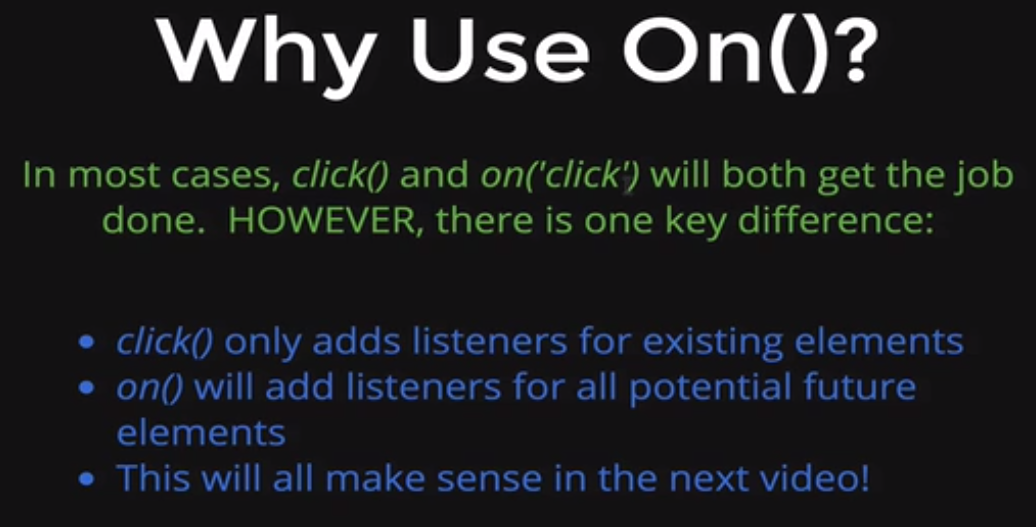 Why Use On()?
In most cases, click() and on('click') will both get the job
done. HOWEVER, there is one key difference:
• click() only adds listeners for existing elements
• on() will add listeners for all potential future
elements
• This will all make sense in the next video!